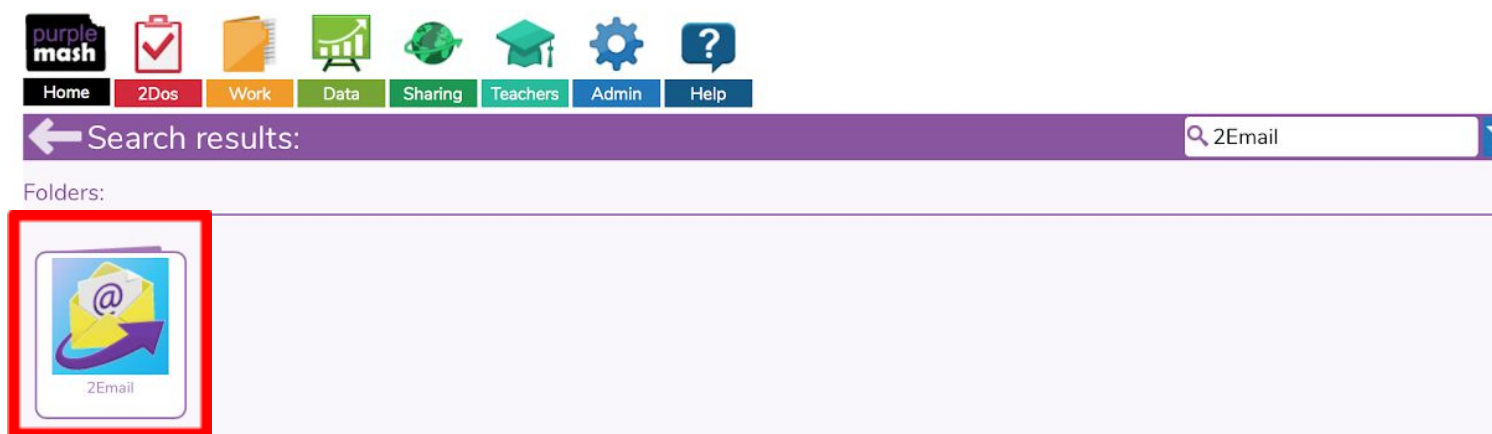 purple
mash
Home 2Dos Work Data Sharing Teachers Admin Help
Search results: 2Email
Folders:
@
2Email